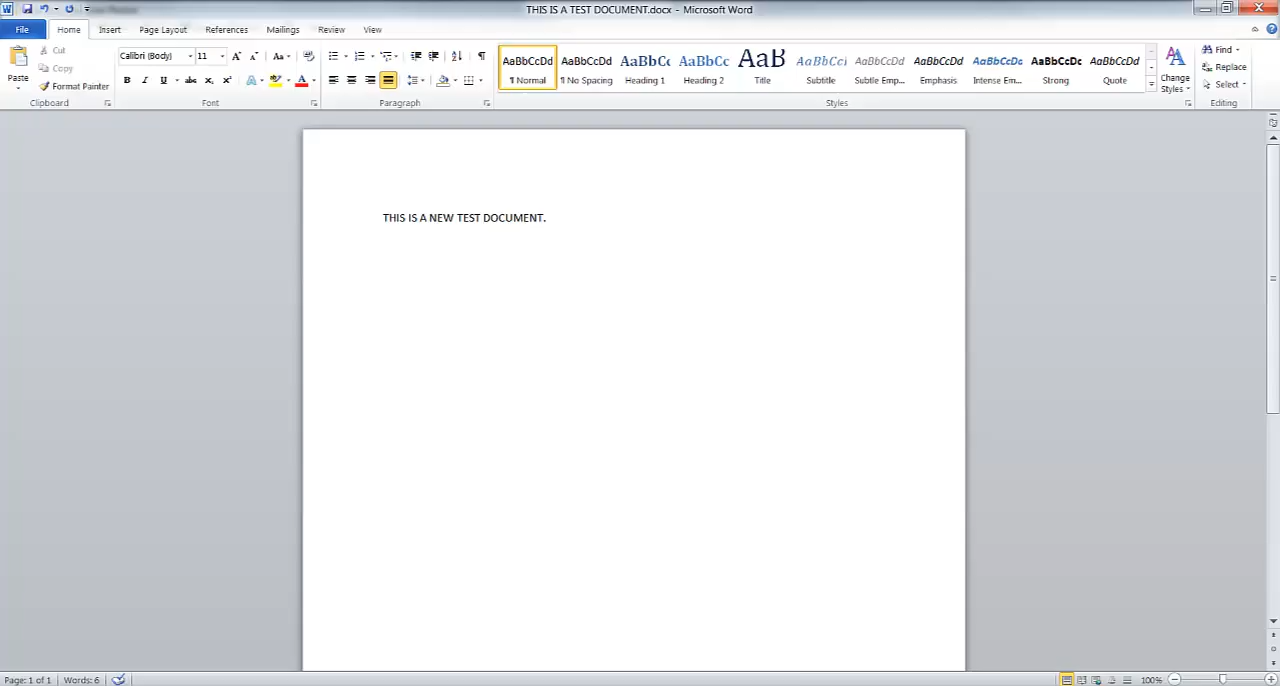 THIS IS A TEST DOCUMENT.docx - Microsoft Word
File Home Insert Page Layout References Mailings Review View
Paste
Cut
Copy
Format Painter
Clipboard
Calibri (Body) 11
Font
Paragraph
AaBbCcDd AaBbCcDd AaBbCc AaBbCc AaB AaBbCcI AaBbCcDd AaBbCcDd AaBbCcDc AaBbCcDc AaBbCcDd
¶ Normal ¶ No Spacing Heading 1 Heading 2 Title Subtitle Subtle Emp... Emphasis Intense Em... Strong Quote
Styles
Change
Styles
Find
Replace
Select
Editing
THIS IS A NEW TEST DOCUMENT.
Page: 1 of 1 Words: 6 100%